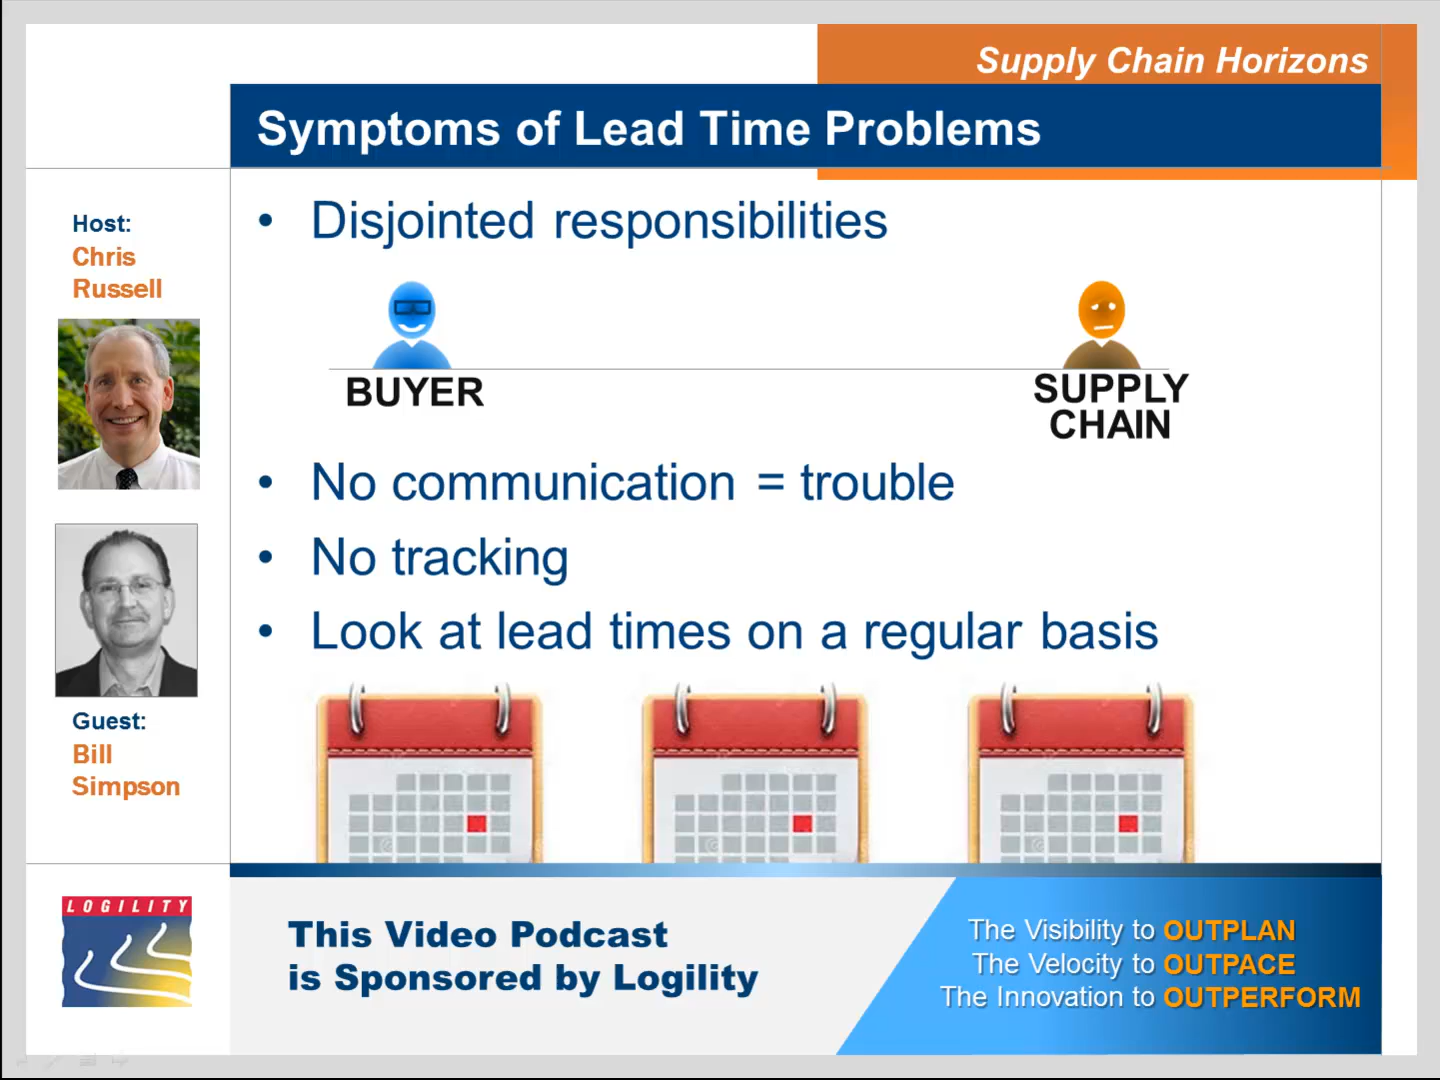 Supply Chain Horizons
Symptoms of Lead Time Problems
Host:
Chris
Russell
Guest:
Bill
Simpson
• Disjointed responsibilities
BUYER
SUPPLY
CHAIN
• No communication = trouble
• No tracking
• Look at lead times on a regular basis
LOGILITY
This Video Podcast
is Sponsored by Logility
The Visibility to OUTPLAN
The Velocity to OUTPACE
The Innovation to OUTPERFORM